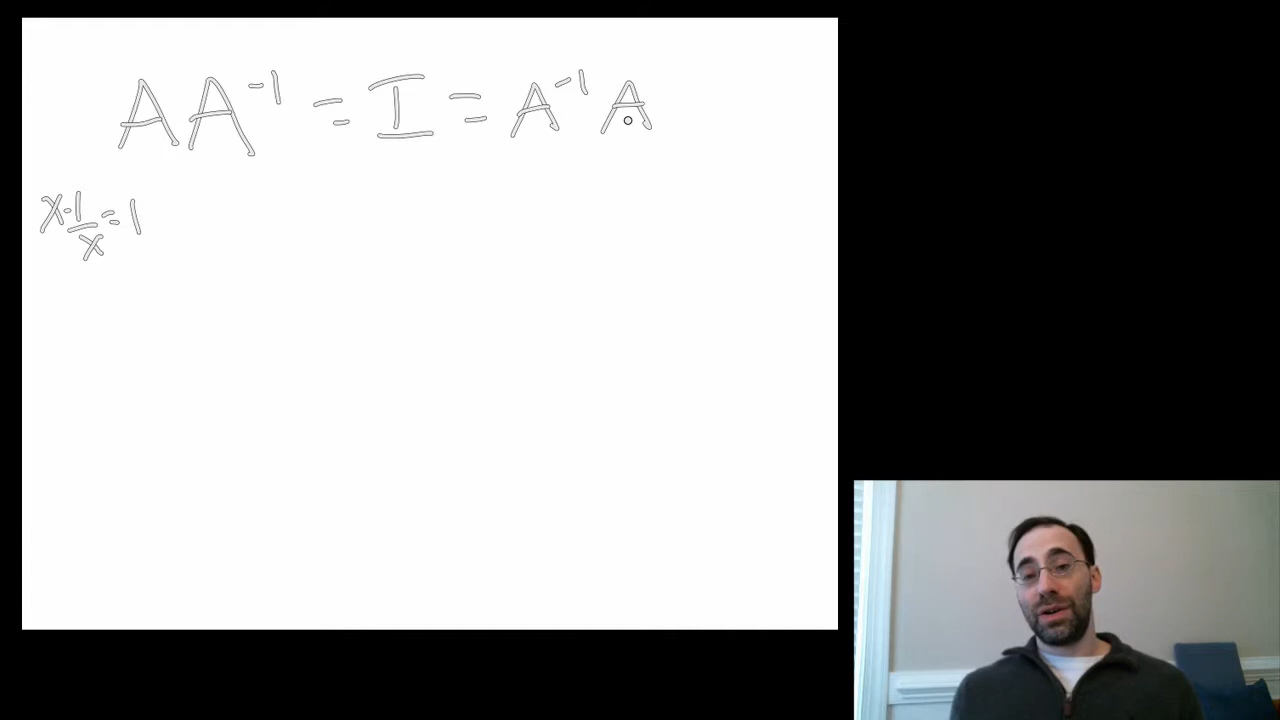 AA⁻¹ = I = A⁻¹A
x·1/x=1